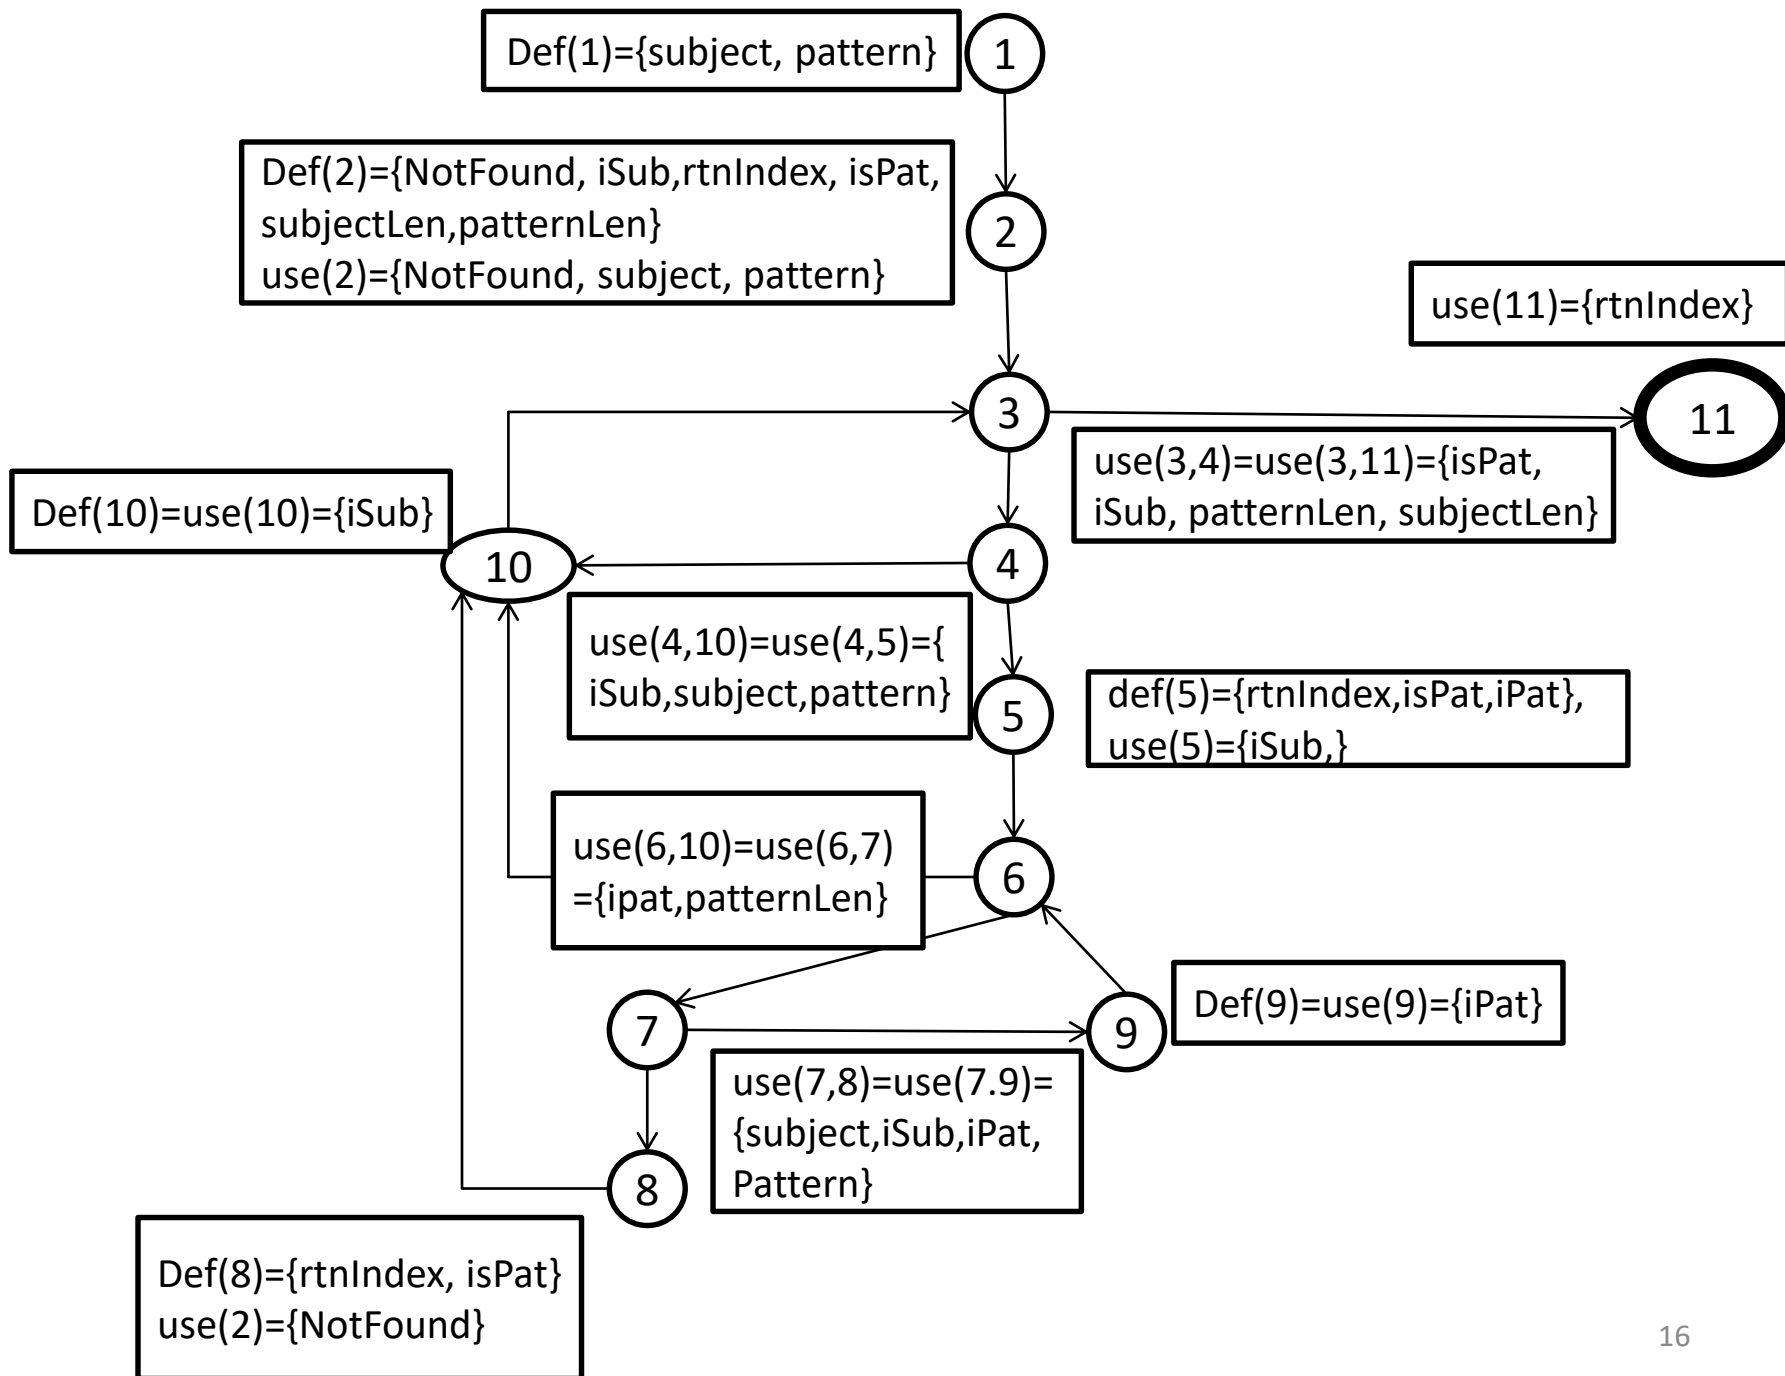 Def(1)={subject, pattern}
1
Def(2)={NotFound, iSub,rtnIndex, isPat,
subjectLen,patternLen}
use(2)={NotFound, subject, pattern}
2
use(11)={rtnIndex}
3
11
use(3,4)=use(3,11)={isPat,
iSub, patternLen, subjectLen}
Def(10)=use(10)={iSub}
10
4
use(4,10)=use(4,5)={
iSub,subject,pattern}
5
def(5)={rtnIndex,isPat,iPat},
use(5)={iSub,}
use(6,10)=use(6,7)
={ipat,patternLen}
6
7
9
Def(9)=use(9)={iPat}
use(7,8)=use(7.9)=
{subject,iSub,iPat,
Pattern}
8
Def(8)={rtnIndex, isPat}
use(2)={NotFound}
16